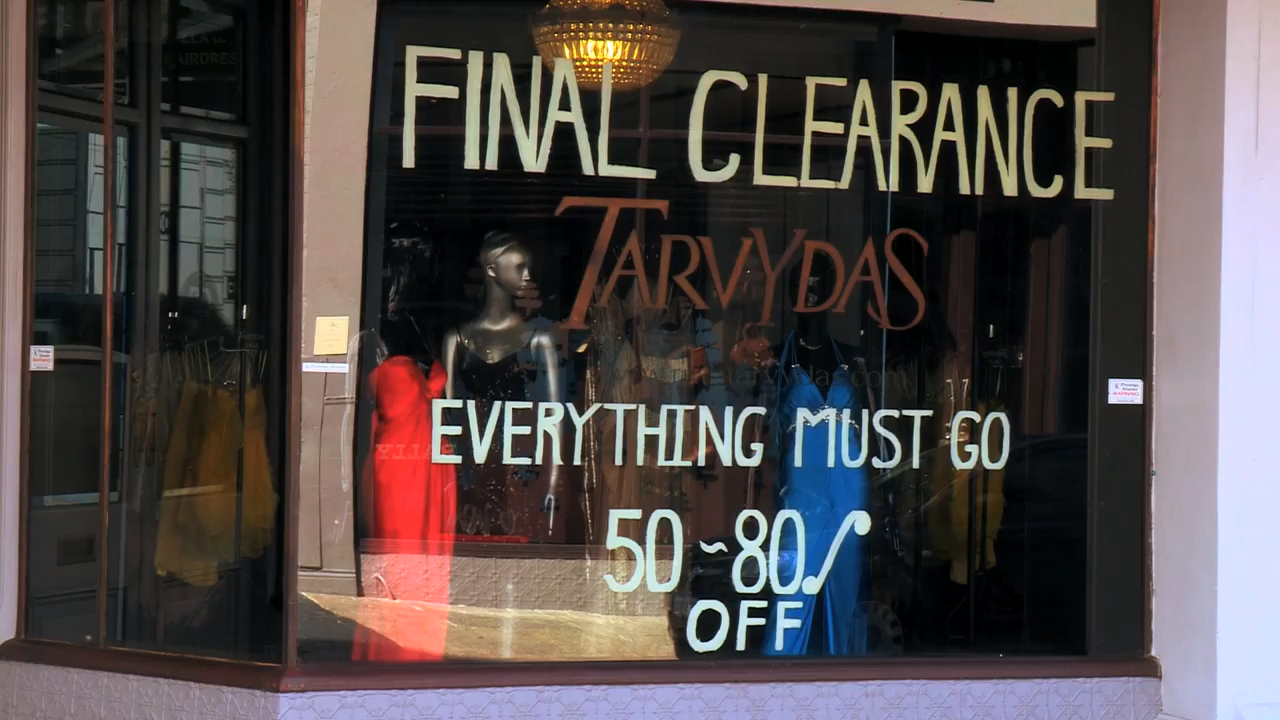 FINAL CLEARANCE
TARVYDAS
EVERYTHING MUST GO
50~80%
OFF